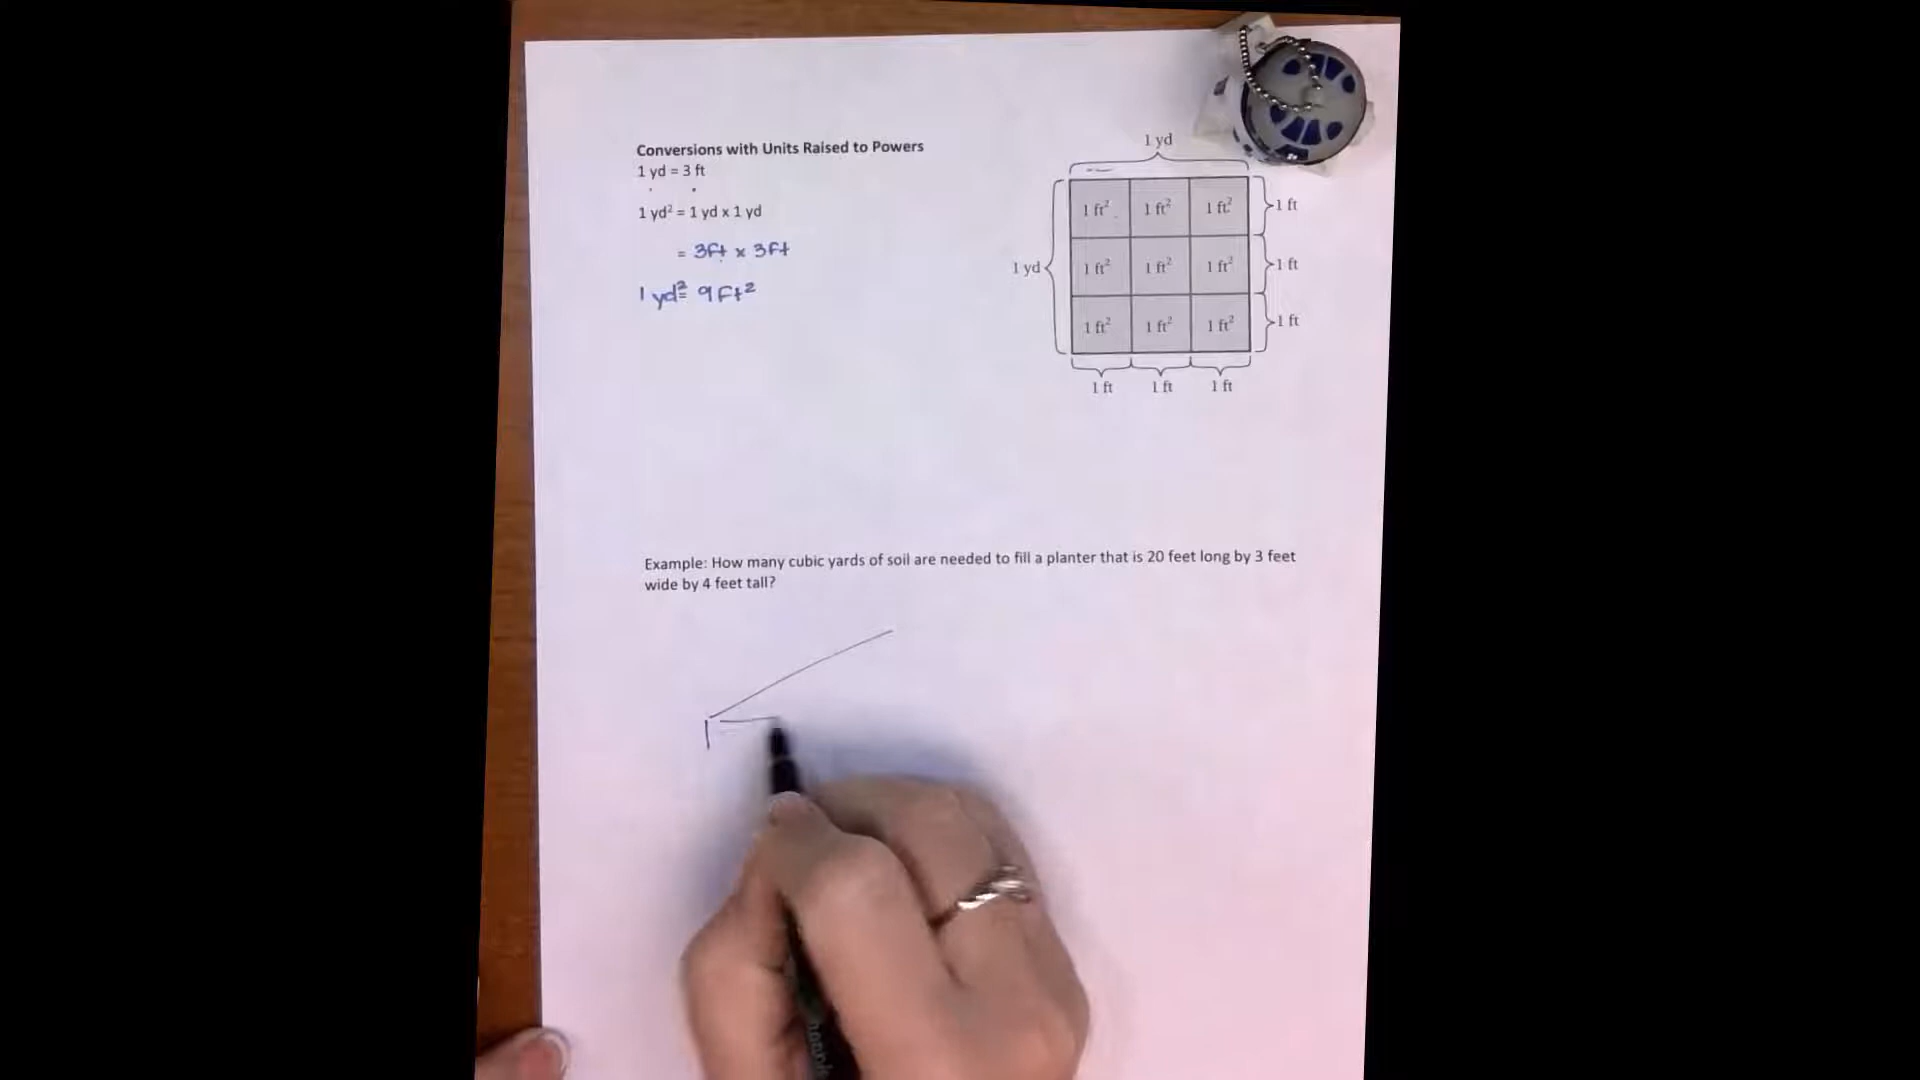 Conversions with Units Raised to Powers
1 yd = 3 ft
1 yd² = 1 yd x 1 yd
= 3ft x 3ft
1 yd² = 9ft²
1 yd
1 ft² 1 ft² 1 ft² 1 ft
1 yd 1 ft² 1 ft² 1 ft² 1 ft
1 ft² 1 ft² 1 ft² 1 ft
1 ft 1 ft 1 ft
Example: How many cubic yards of soil are needed to fill a planter that is 20 feet long by 3 feet
wide by 4 feet tall?